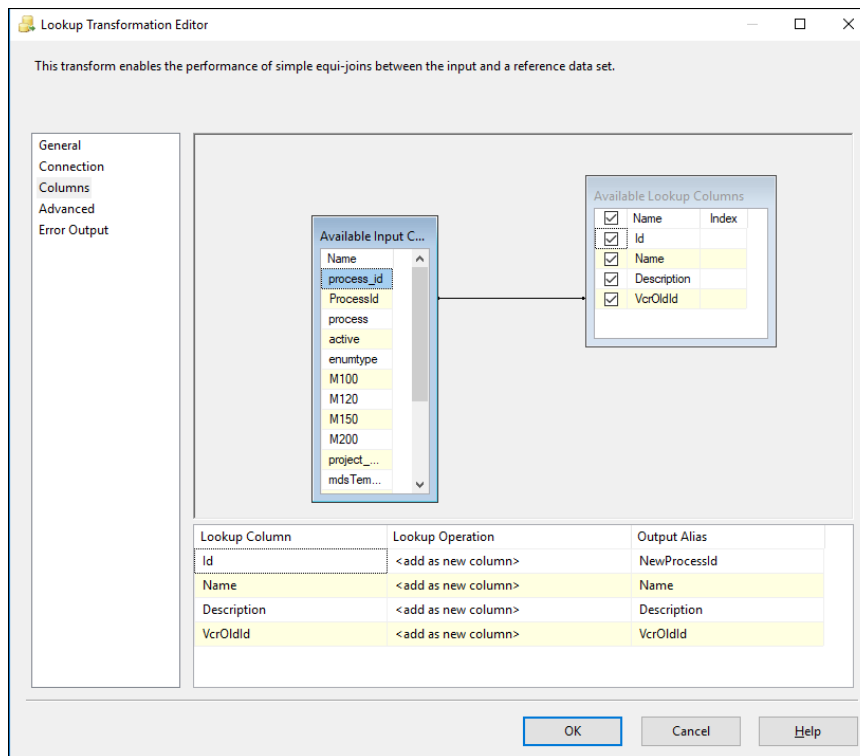 Lookup Transformation Editor
This transform enables the performance of simple equi-joins between the input and a reference data set.
General
Connection
Columns
Advanced
Error Output
Available Input C...
Name
process_id
ProcessId
process
active
enumtype
M100
M120
M150
M200
project_...
mdsTem...
Available Lookup Columns
Name Index
Id
Name
Description
VcrOldId
Lookup Column Lookup Operation Output Alias
Id <add as new column> NewProcessId
Name <add as new column> Name
Description <add as new column> Description
VcrOldId <add as new column> VcrOldId
OK Cancel Help